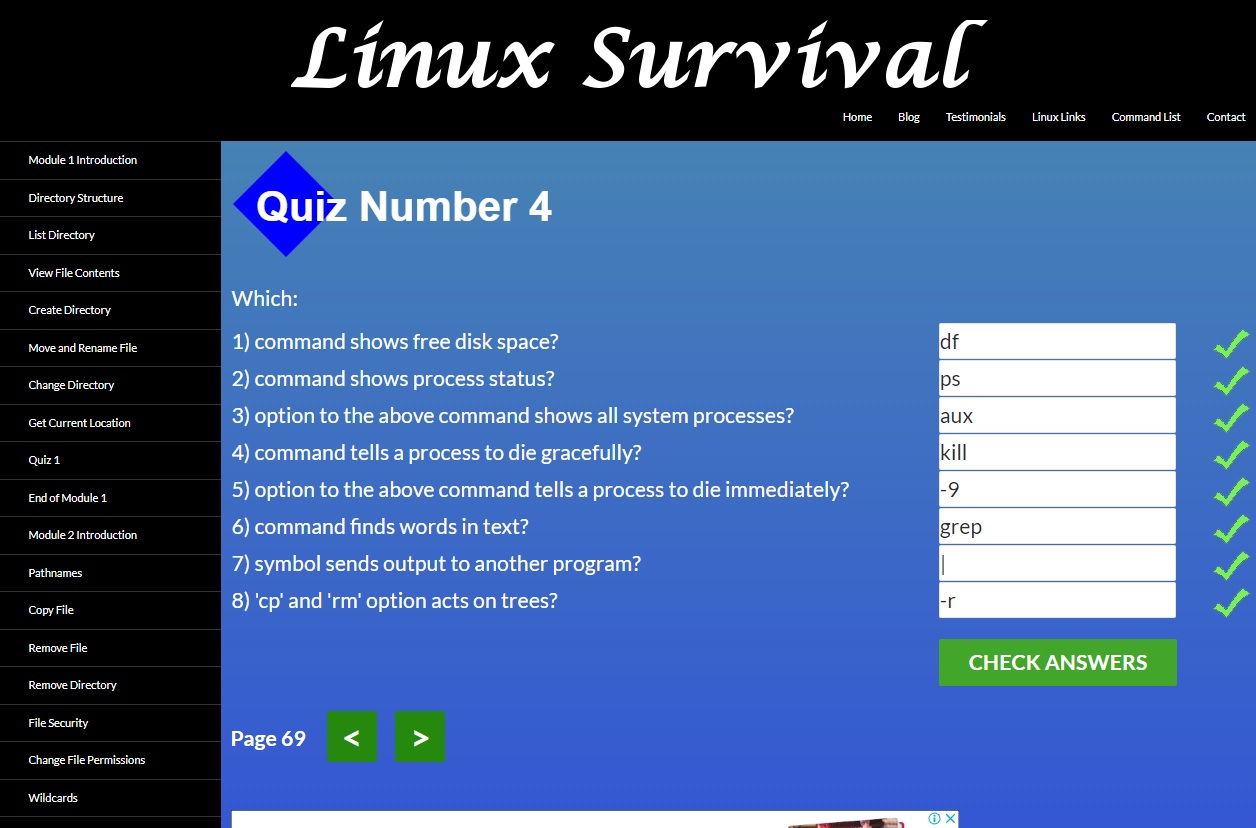 Linux Survival
Home Blog Testimonials Linux Links Command List Contact
Module 1 Introduction
Directory Structure
List Directory
View File Contents
Create Directory
Move and Rename File
Change Directory
Get Current Location
Quiz 1
End of Module 1
Module 2 Introduction
Pathnames
Copy File
Remove File
Remove Directory
File Security
Change File Permissions
Wildcards
Quiz Number 4
Which:
1) command shows free disk space? df
2) command shows process status? ps
3) option to the above command shows all system processes? aux
4) command tells a process to die gracefully? kill
5) option to the above command tells a process to die immediately? -9
6) command finds words in text? grep
7) symbol sends output to another program? |
8) 'cp' and 'rm' option acts on trees? -r
CHECK ANSWERS
Page 69 < >